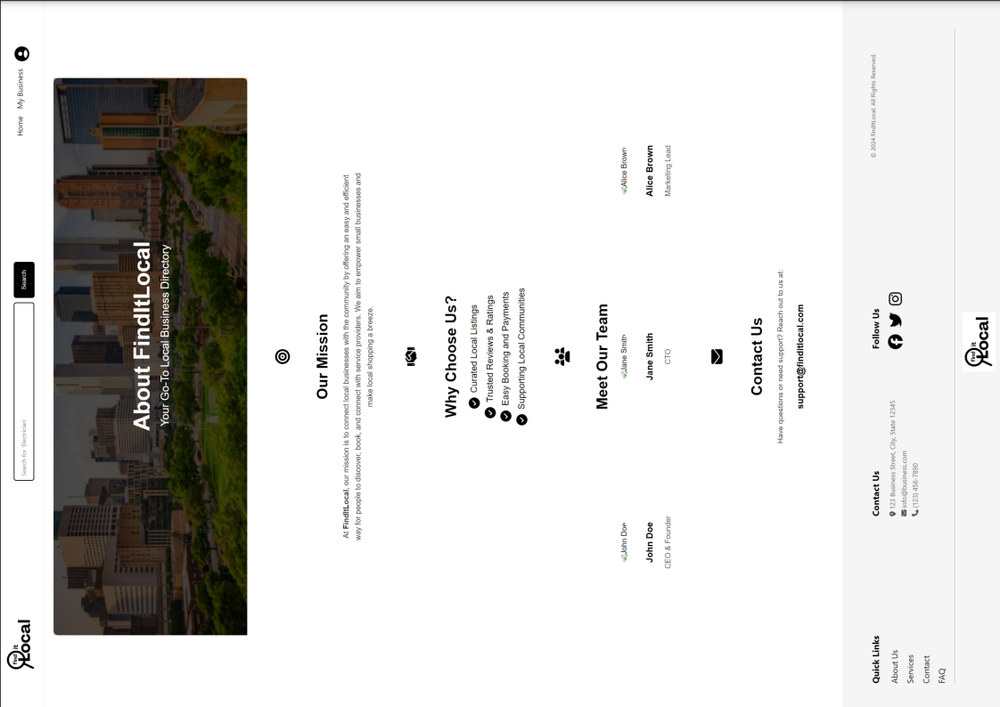 find it
Local
Search for 'Electrician'
Search
Home
My Business
About FindItLocal
Your Go-To Local Business Directory
Our Mission
At FindItLocal, our mission is to connect local businesses with the community by offering an easy and efficient
way for people to discover, book, and connect with service providers. We aim to empower small businesses and
make local shopping a breeze.
Why Choose Us?
Curated Local Listings
Trusted Reviews & Ratings
Easy Booking and Payments
Supporting Local Communities
Meet Our Team
John Doe
John Doe
CEO & Founder
Jane Smith
Jane Smith
CTO
Alice Brown
Alice Brown
Marketing Lead
Contact Us
Have questions or need support? Reach out to us at:
support@finditlocal.com
Quick Links
About Us
Services
Contact
FAQ
Contact Us
123 Business Street, City, State 12345
info@business.com
(123) 456-7890
Follow Us
© 2024 findItLocal. All Rights Reserved.
find it
Local